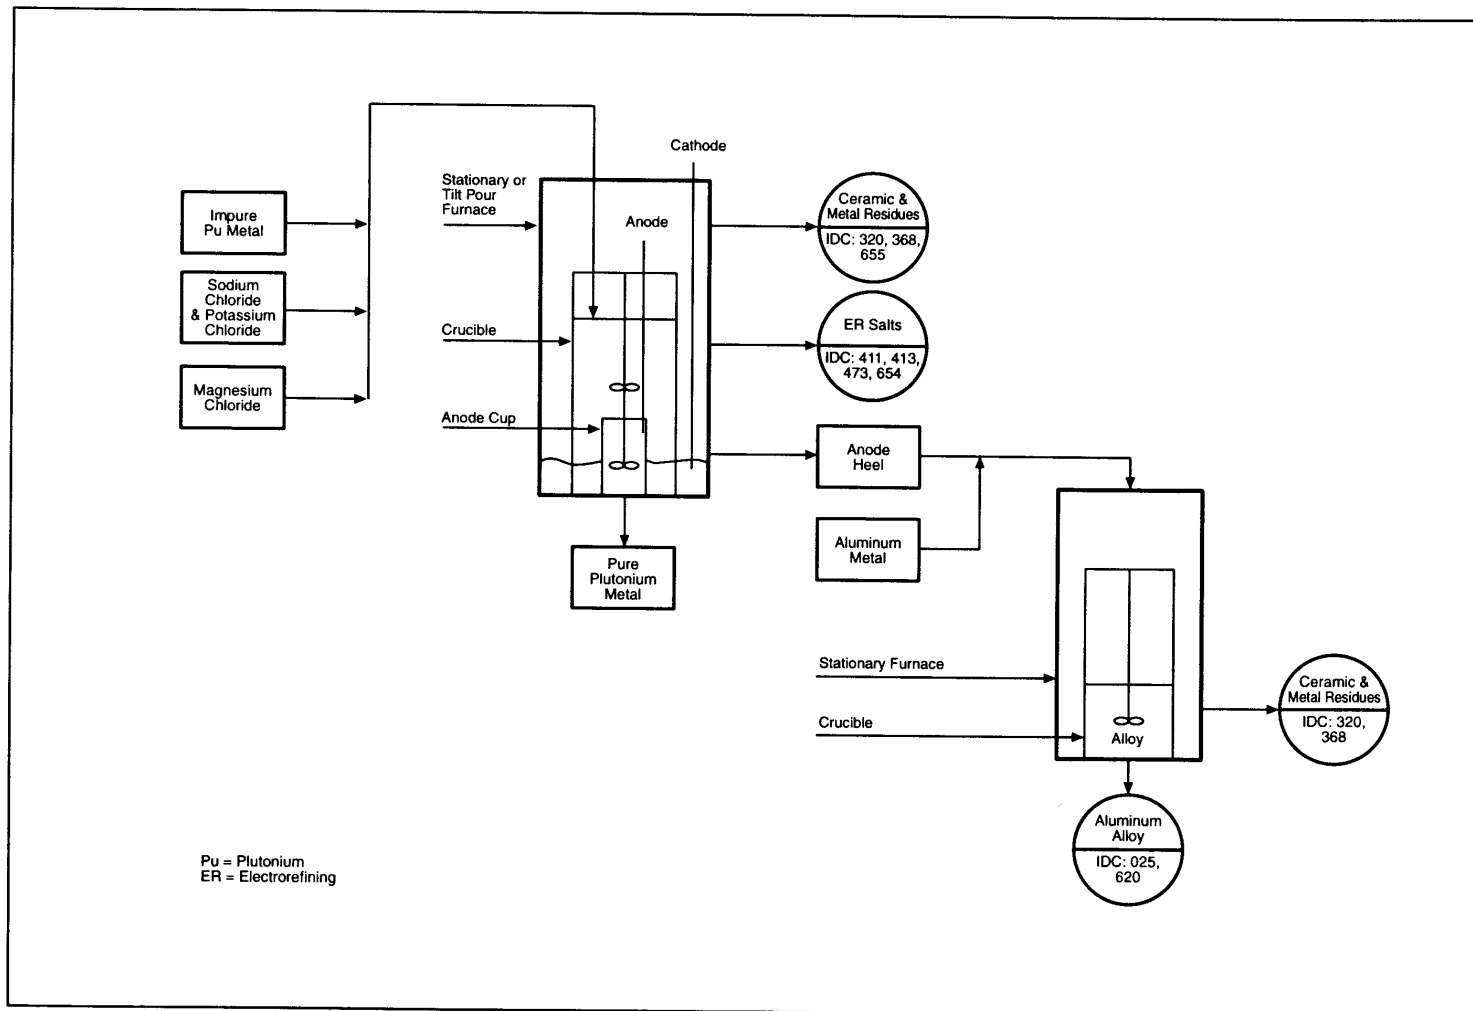 Cathode
Stationary or
Tilt Pour
Furnace
Anode
Ceramic &
Metal Residues
IDC: 320, 368,
655
Impure
Pu Metal
Sodium
Chloride
& Potassium
Chloride
Magnesium
Chloride
Crucible
Anode Cup
ER Salts
IDC: 411, 413,
473, 654
Anode
Heel
Aluminum
Metal
Pure
Plutonium
Metal
Stationary Furnace
Crucible
Alloy
Ceramic &
Metal Residues
IDC: 320,
368
Aluminum
Alloy
IDC: 025,
620
Pu = Plutonium
ER = Electrorefining